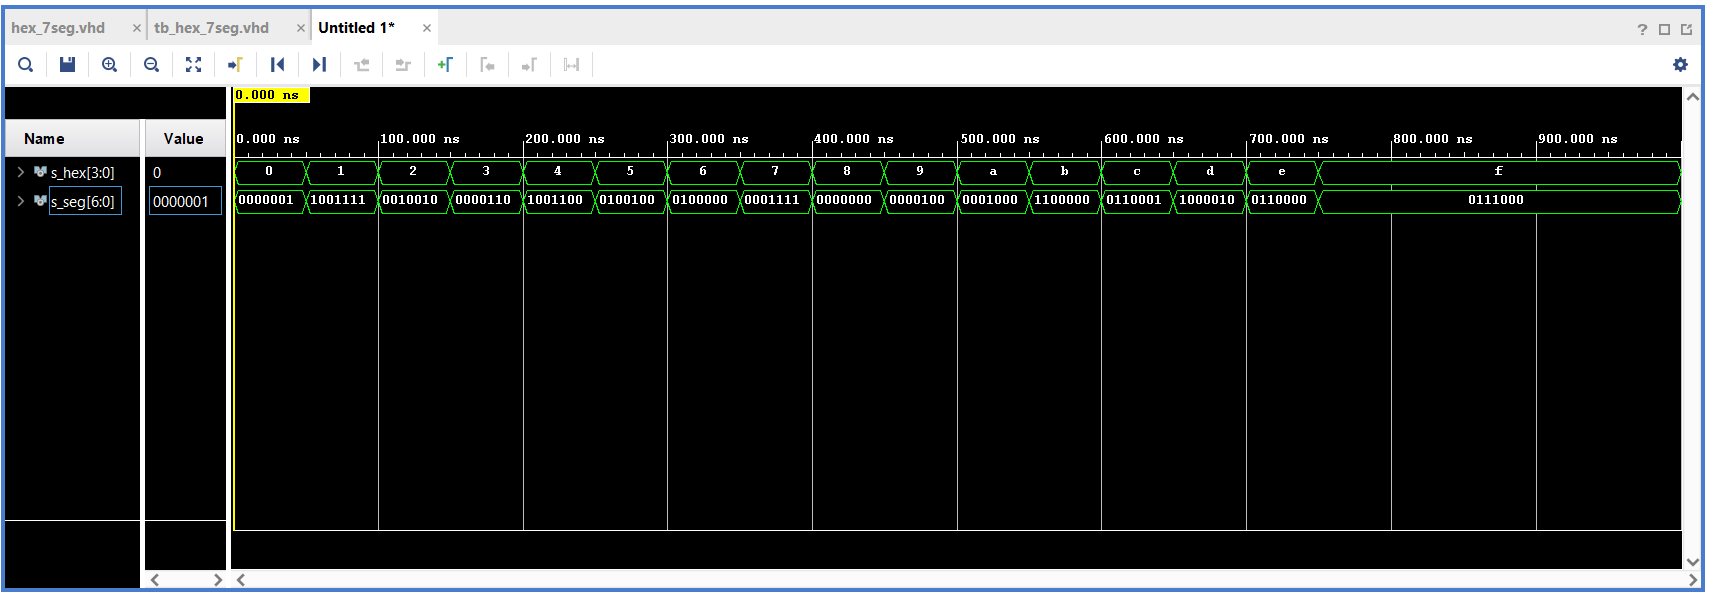 hex_7seg.vhd × tb_hex_7seg.vhd × Untitled 1* × ?
0.000 ns
Name Value 0.000 ns 100.000 ns 200.000 ns 300.000 ns 400.000 ns 500.000 ns 600.000 ns 700.000 ns 800.000 ns 900.000 ns
s_hex[3:0] 0 0 1 2 3 4 5 6 7 8 9 a b c d e f
s_seg[6:0] 0000001 0000001 1001111 0010010 0000110 1001100 0100100 0100000 0001111 0000000 0000100 0001000 1100000 0110001 1000010 0110000 0111000